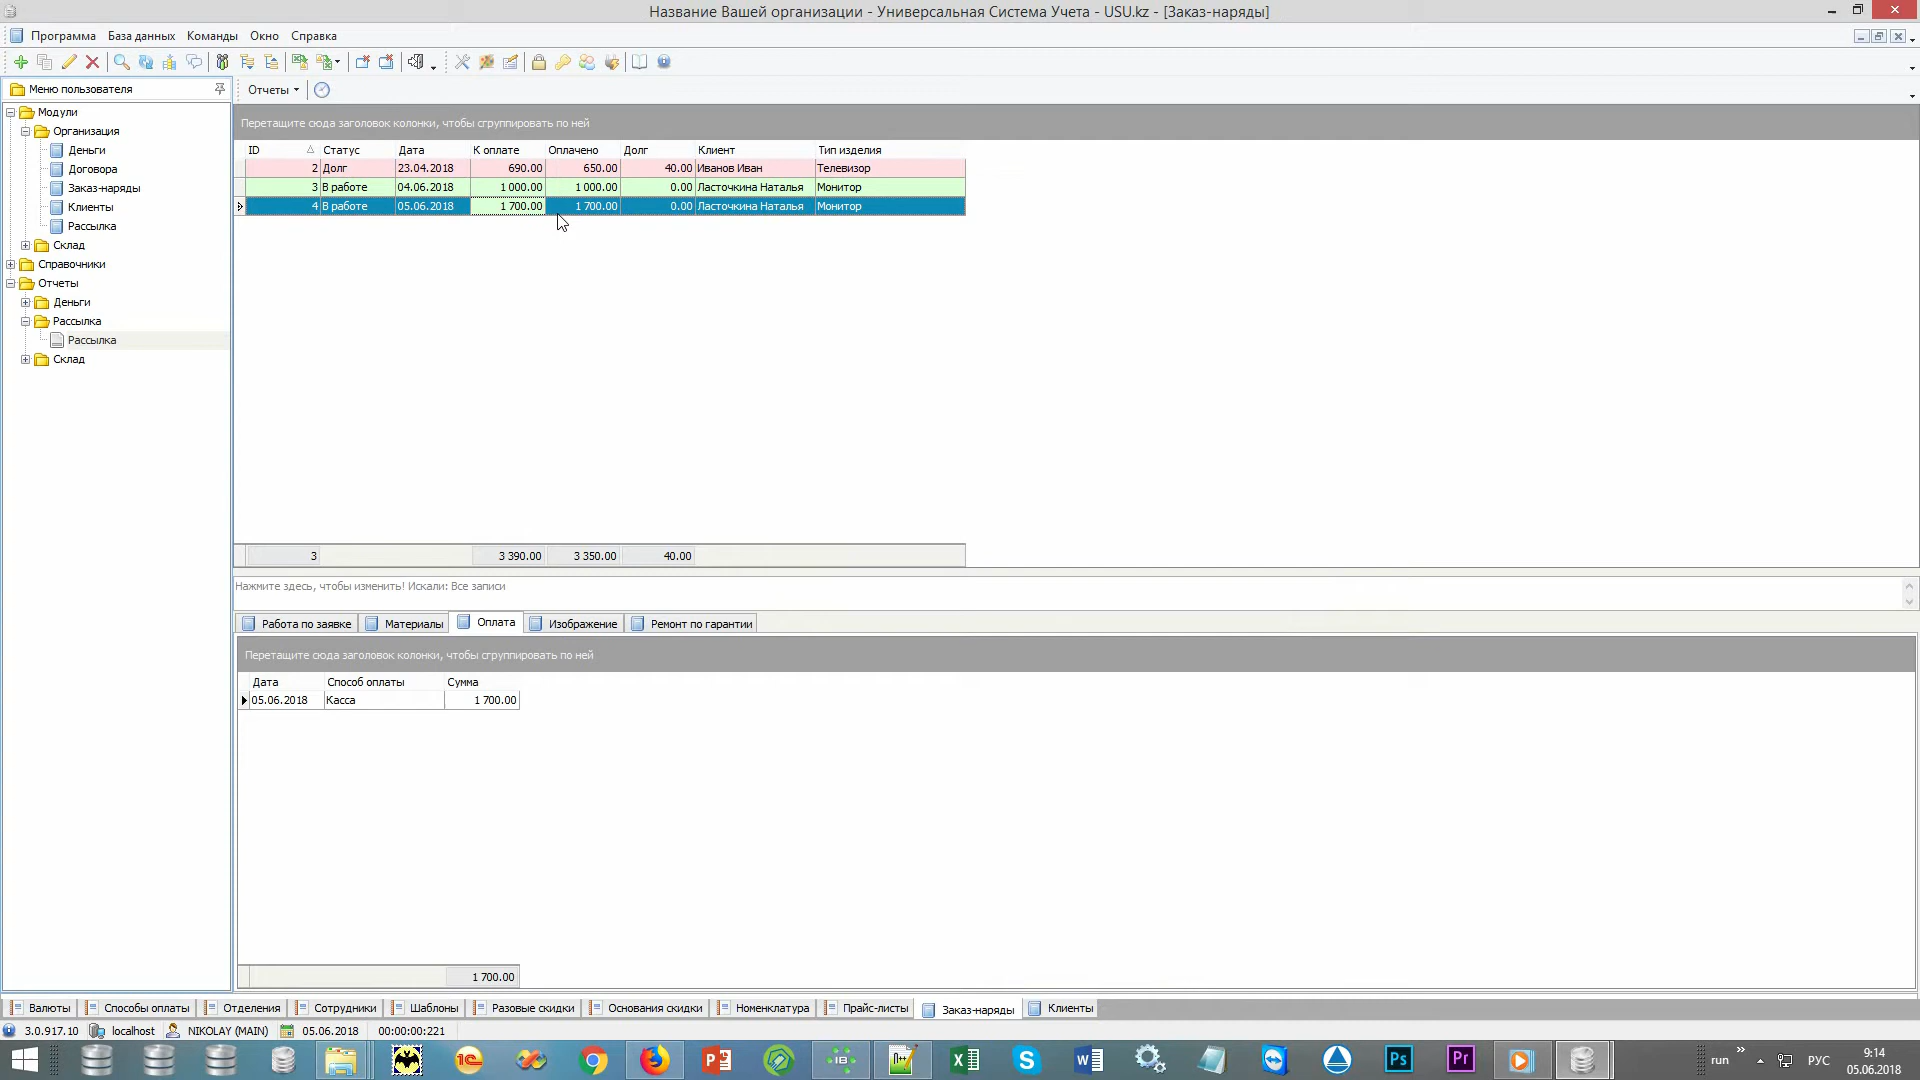 Название Вашей организации - Универсальная Система Учета - USU.kz - [Заказ-наряды]
Программа База данных Команды Окно Справка
Меню пользователя
Отчеты
Модули
Организация
Деньги
Договора
Заказ-наряды
Клиенты
Рассылка
Склад
Справочники
Отчеты
Деньги
Рассылка
Рассылка
Склад
Перетащите сюда заголовок колонки, чтобы сгруппировать по ней
ID Статус Дата К оплате Оплачено Долг Клиент Тип изделия
2 Долг 23.04.2018 690.00 650.00 40.00 Иванов Иван Телевизор
3 В работе 04.06.2018 1 000.00 1 000.00 0.00 Ласточкина Наталья Монитор
4 В работе 05.06.2018 1 700.00 1 700.00 0.00 Ласточкина Наталья Монитор
3 3 390.00 3 350.00 40.00
Нажмите здесь, чтобы изменить! Искали: Все записи
Работа по заявке Материалы Оплата Изображение Ремонт по гарантии
Перетащите сюда заголовок колонки, чтобы сгруппировать по ней
Дата Способ оплаты Сумма
05.06.2018 Касса 1 700.00
1 700.00
Валюты Способы оплаты Отделения Сотрудники Шаблоны Разовые скидки Основания скидки Номенклатура Прайс-листы Заказ-наряды Клиенты
3.0.917.10 localhost NIKOLAY (MAIN) 05.06.2018 00:00:00:221
run РУС 9:14
05.06.2018